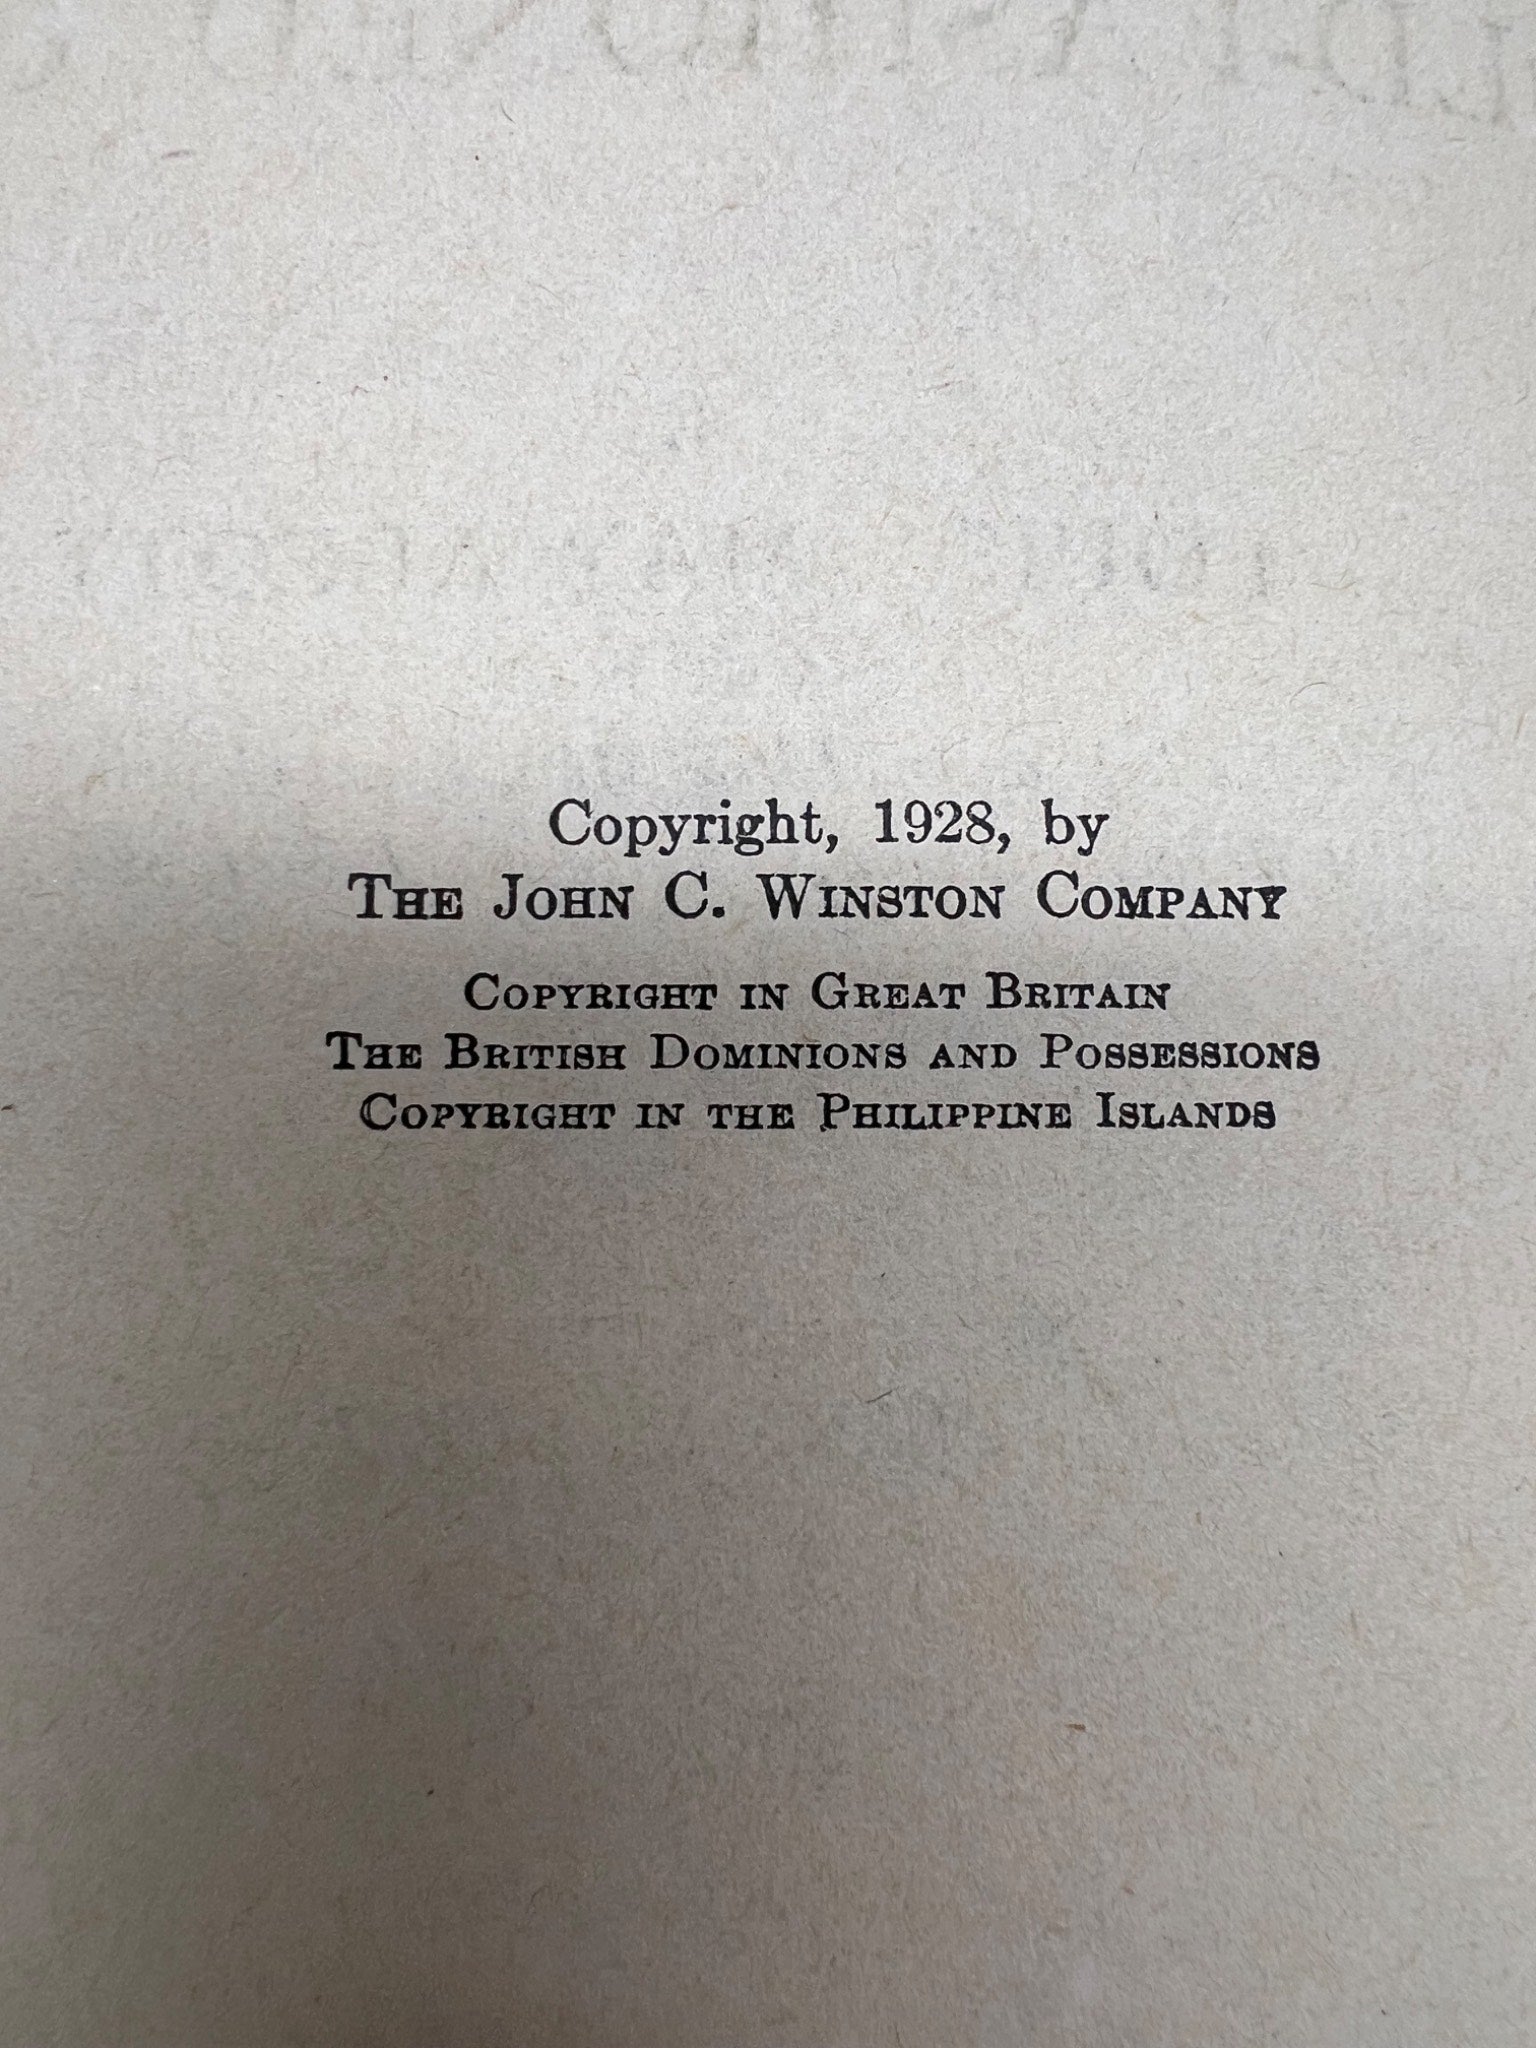 Copyright, 1928, by
THE JOHN C. WINSTON COMPANY
COPYRIGHT IN GREAT BRITAIN
THE BRITISH DOMINIONS AND POSSESSIONS
COPYRIGHT IN THE PHILIPPINE ISLANDS